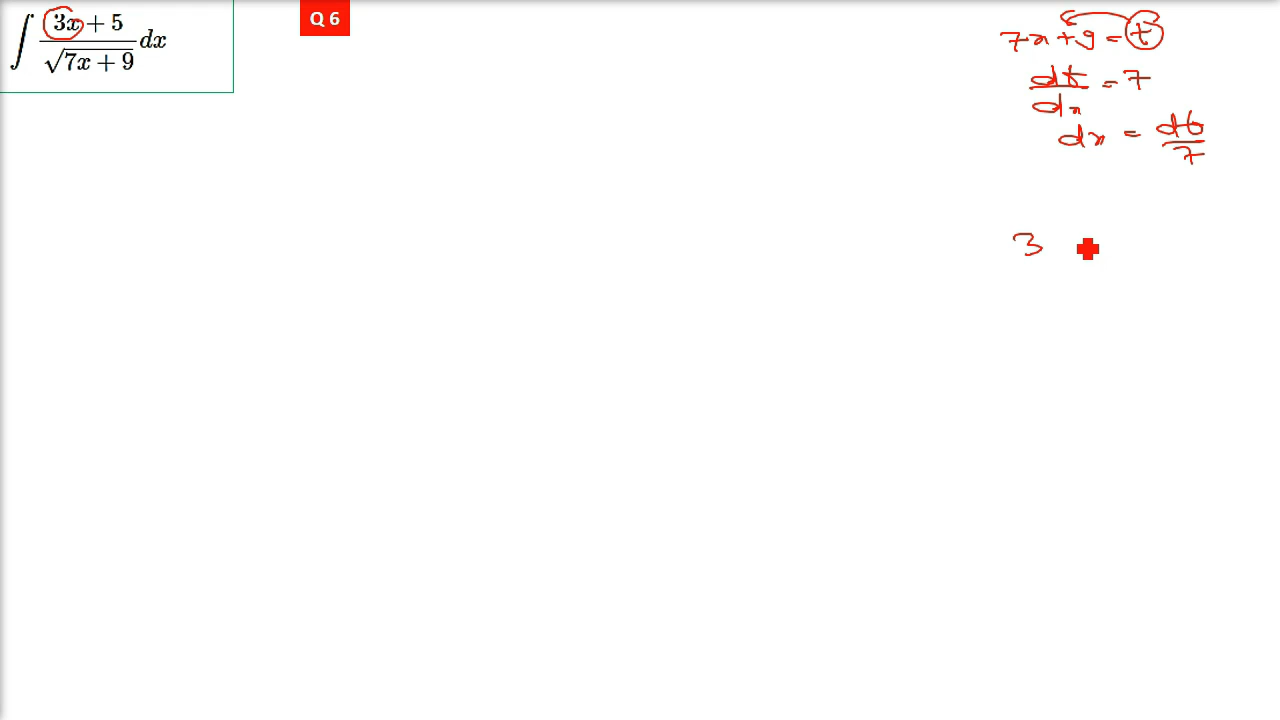 ∫ (3x + 5)/√(7x + 9) dx
Q 6
7x + 9 = t
dt/dx = 7
dx = dt/7
3